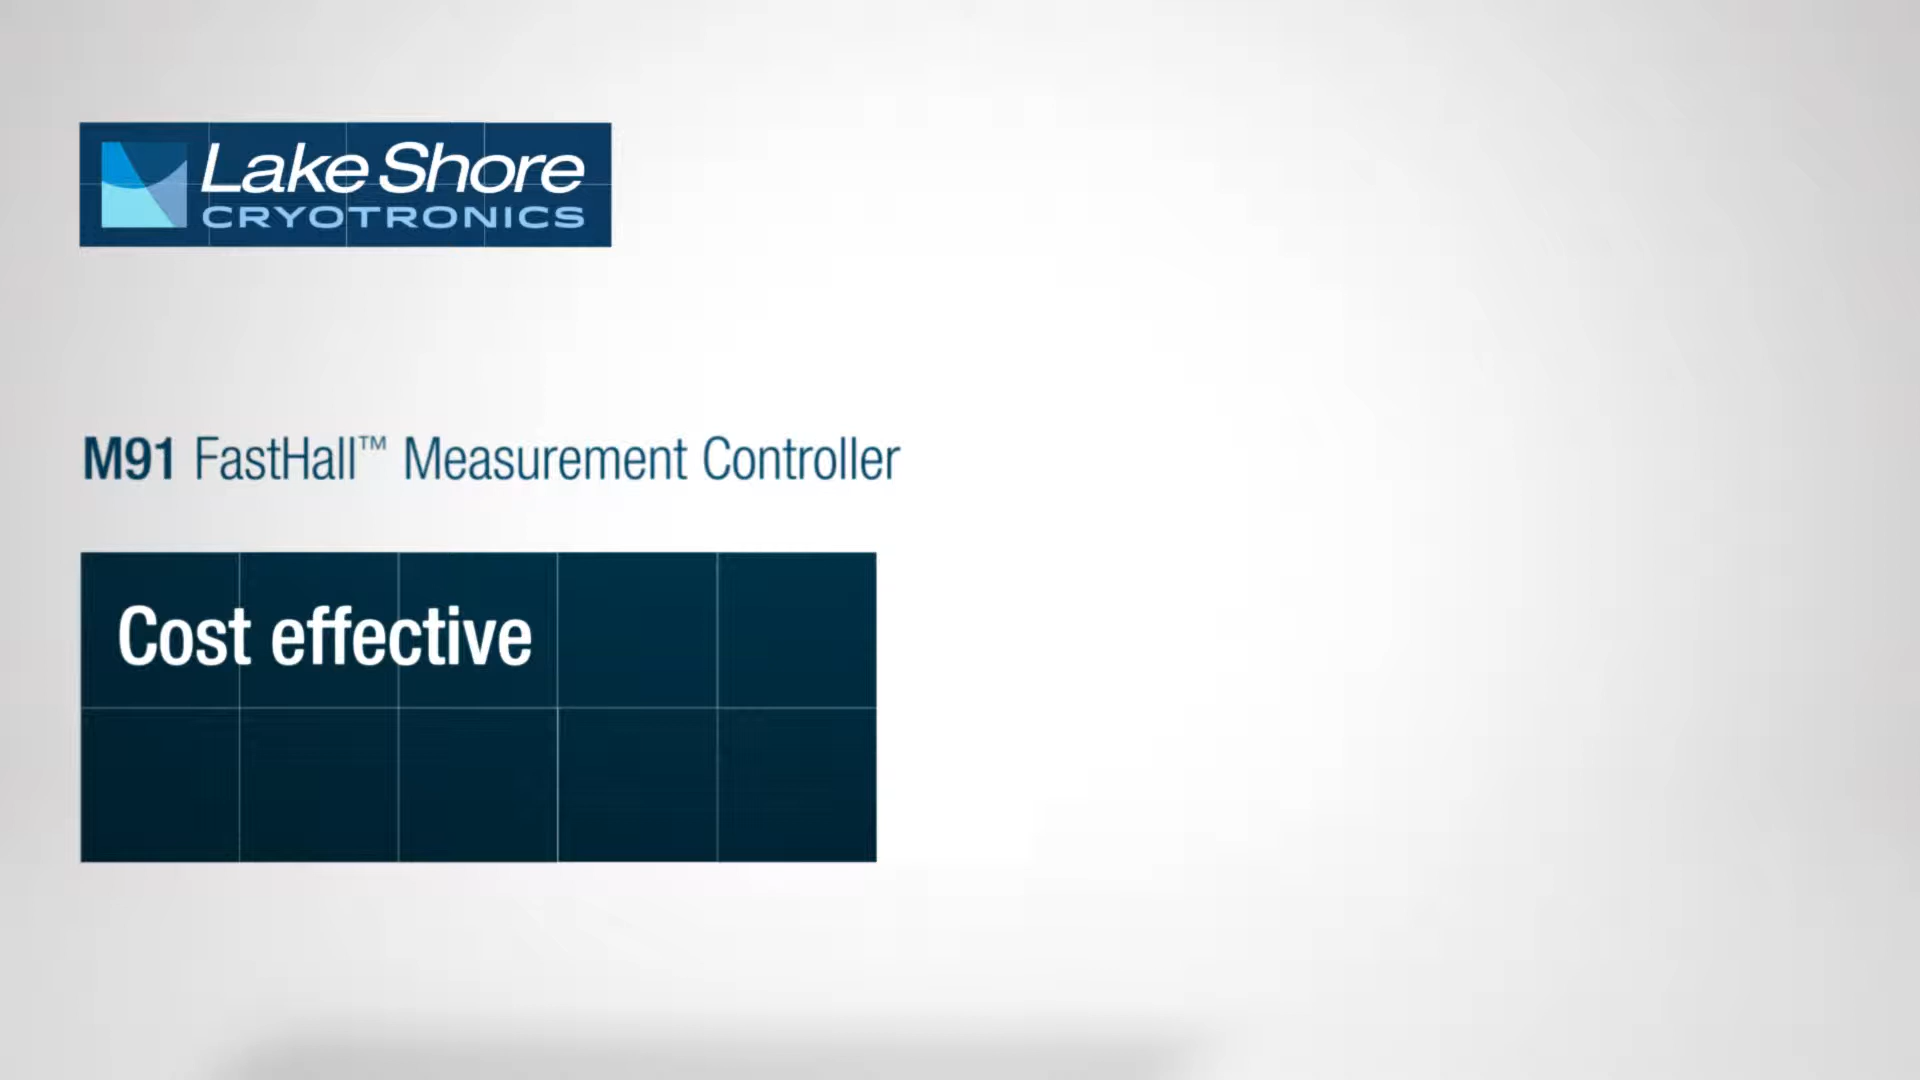 Lake Shore
CRYOTRONICS
M91 FastHall™ Measurement Controller
Cost effective